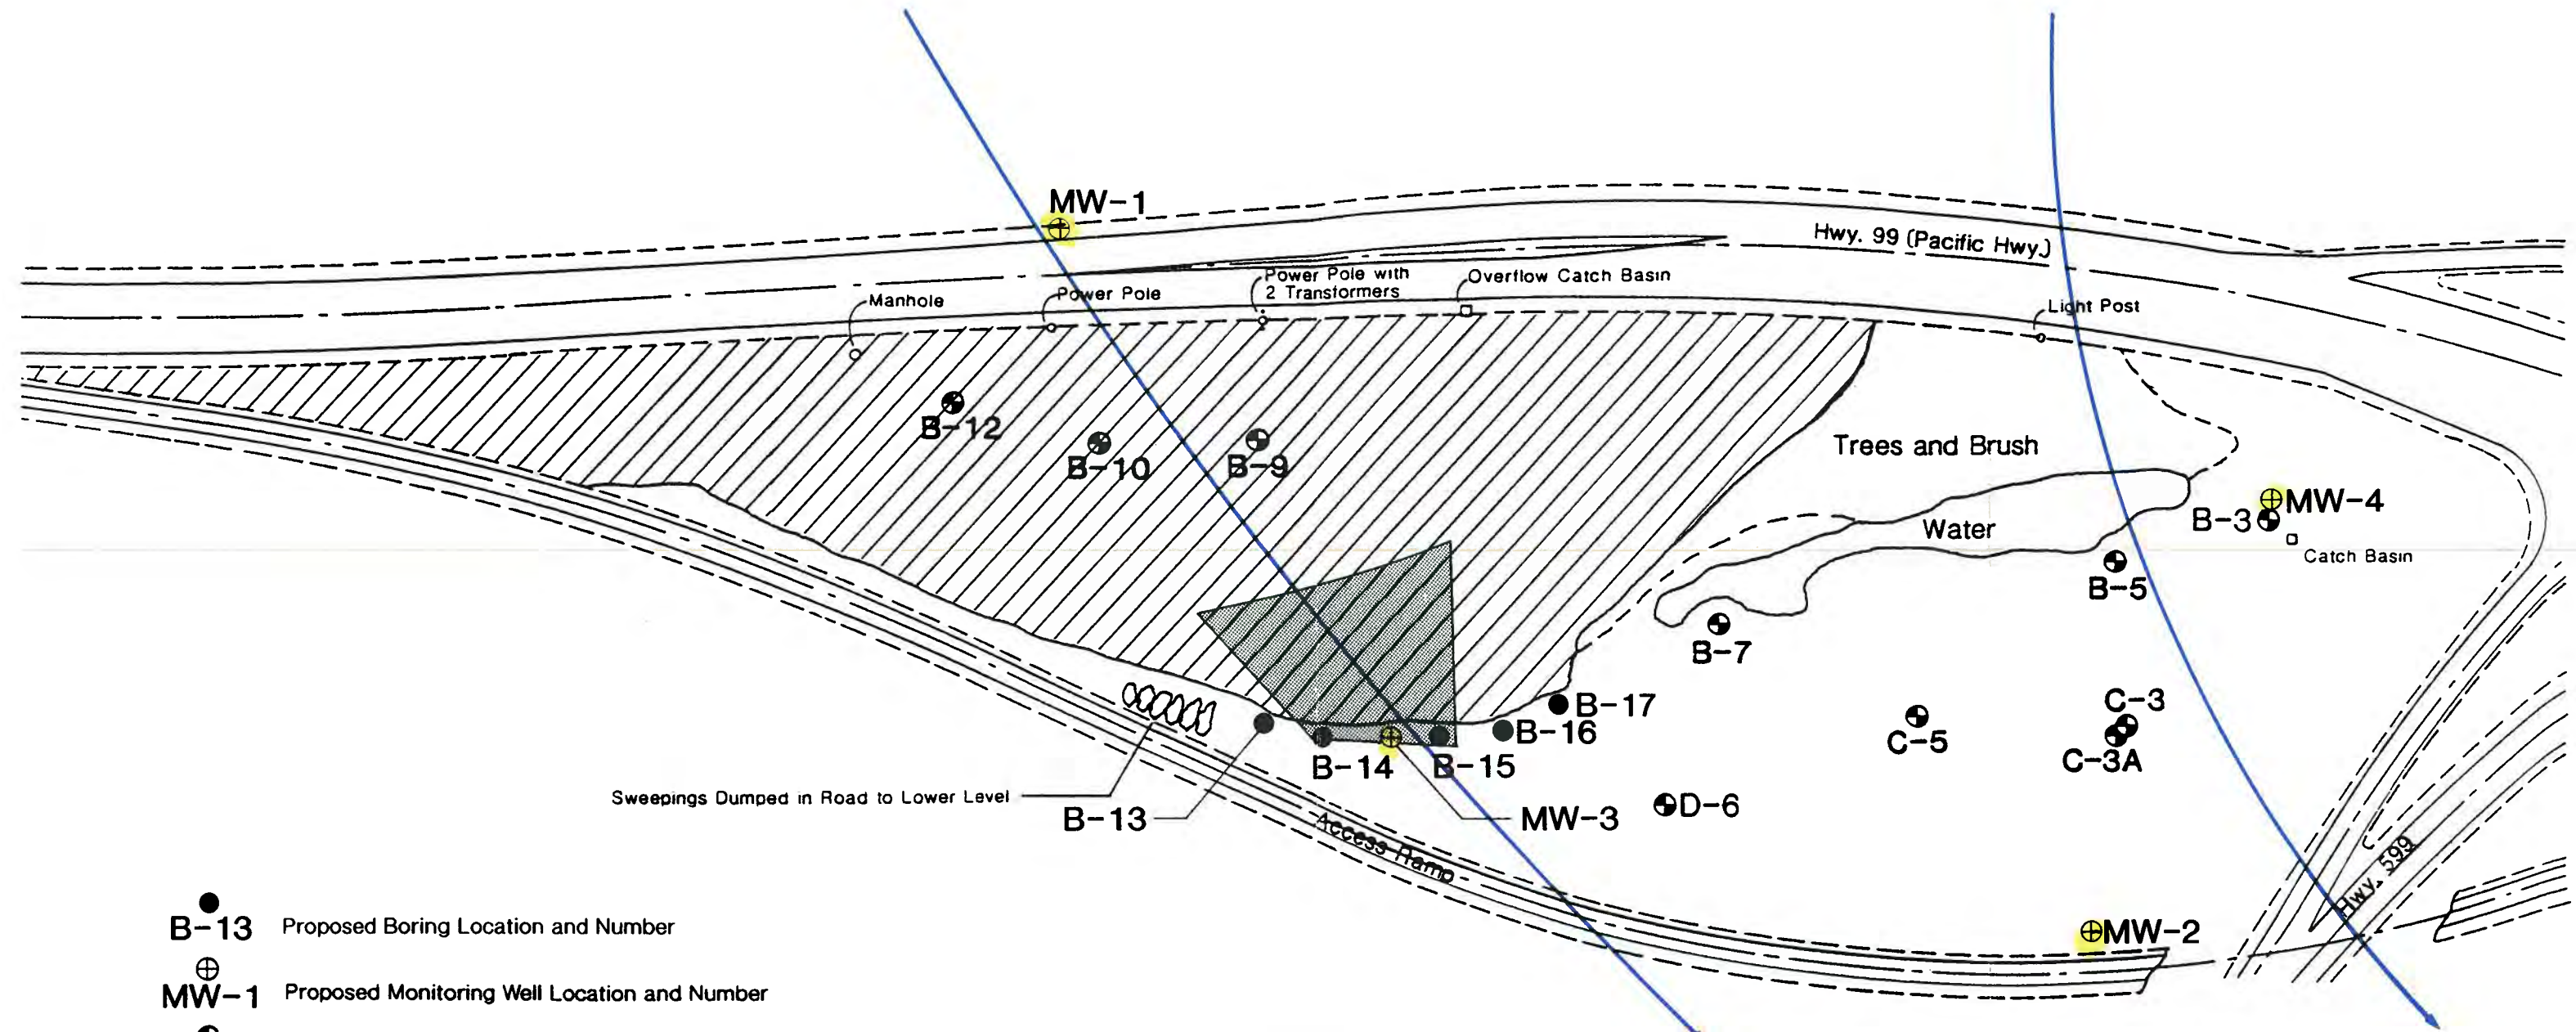 MW-1
Hwy. 99 (Pacific Hwy.)
Manhole
Power Pole
Power Pole with
2 Transformers
Overflow Catch Basin
Light Post
B-12
B-10
B-9
Trees and Brush
Water
MW-4
B-3
Catch Basin
B-5
B-7
B-17
B-16
C-3
C-5
C-3A
B-14
B-15
Sweepings Dumped in Road to Lower Level
B-13
MW-3
D-6
Access Ramp
Hwy. 599
MW-2
B-13 Proposed Boring Location and Number
MW-1 Proposed Monitoring Well Location and Number